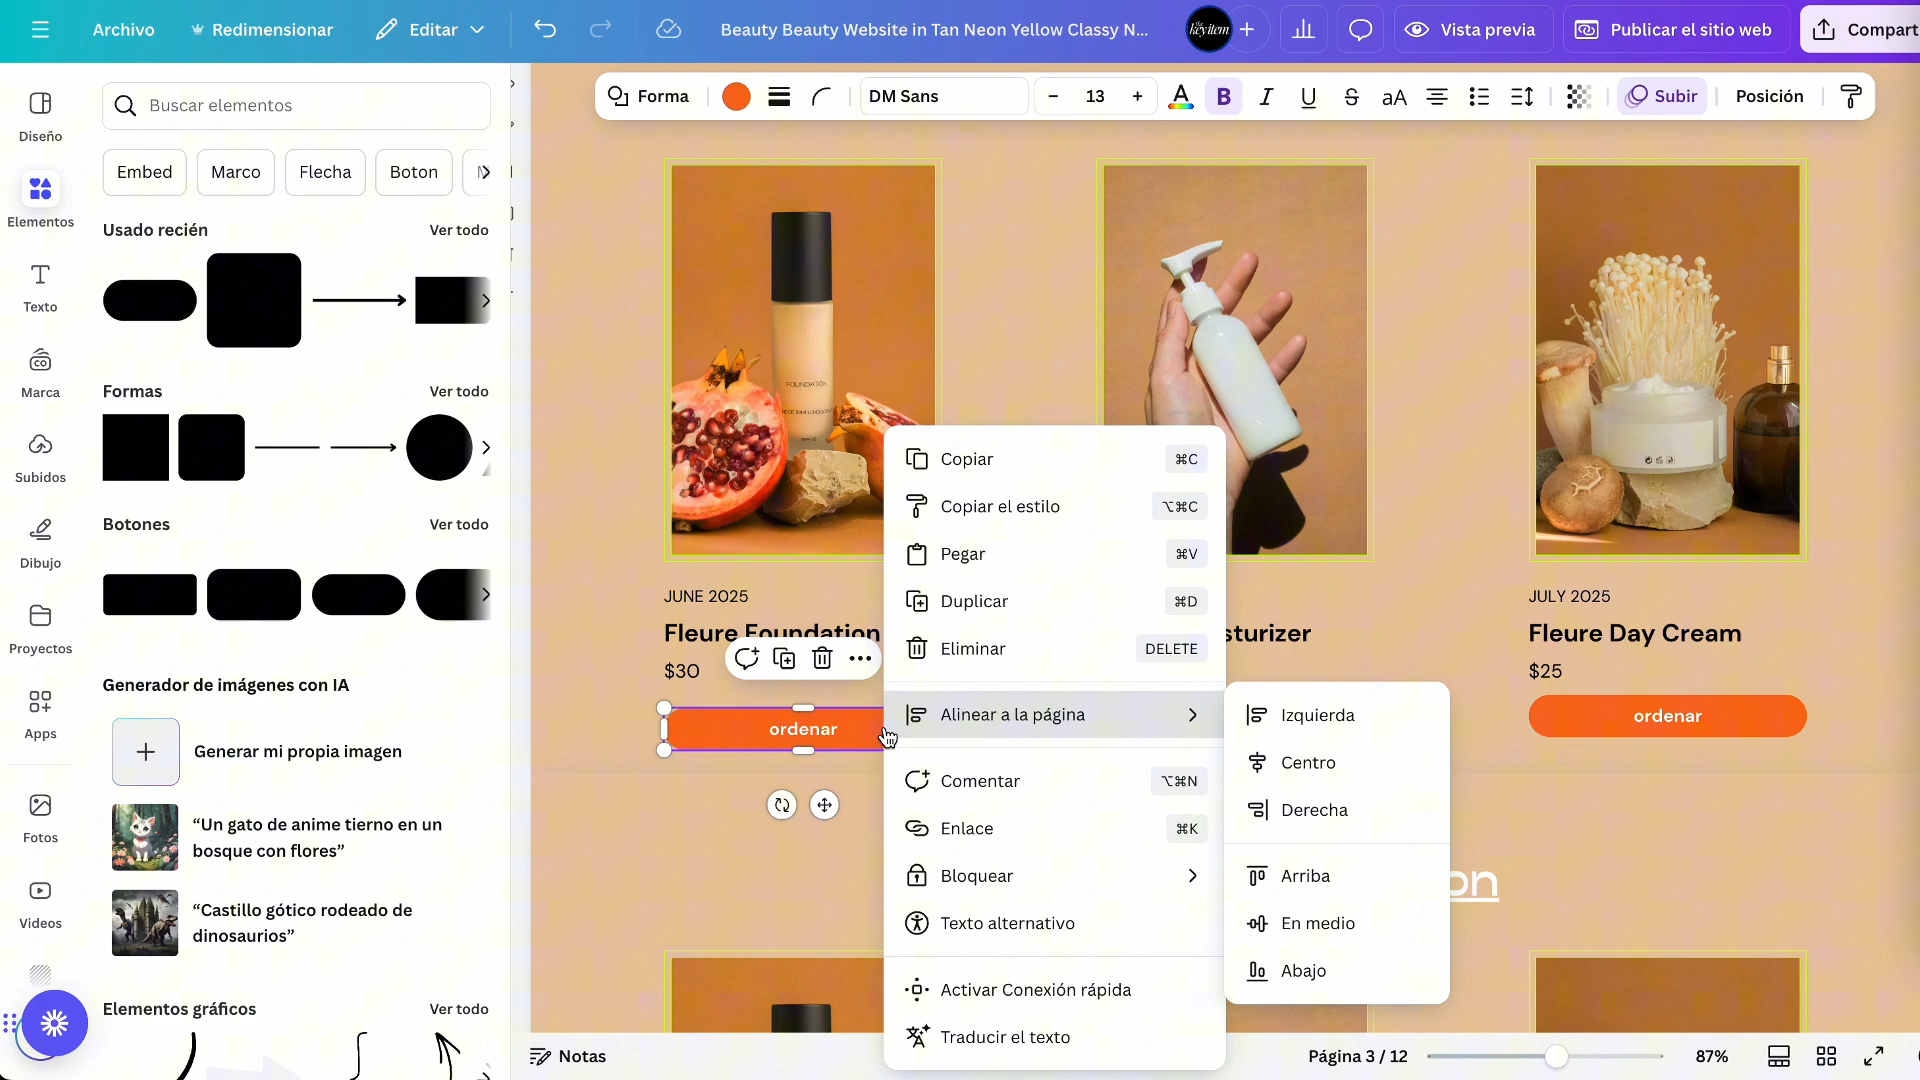 Archivo
Redimensionar
Editar
Beauty Beauty Website in Tan Neon Yellow Classy N...
the key item
Vista previa
Publicar el sitio web
Compart
Diseño
Elementos
Texto
Marca
Subidos
Dibujo
Proyectos
Apps
Fotos
Videos
Buscar elementos
Embed
Marco
Flecha
Boton
Usado recién
Ver todo
Formas
Ver todo
Botones
Ver todo
Generador de imágenes con IA
Generar mi propia imagen
“Un gato de anime tierno en un
bosque con flores”
“Castillo gótico rodeado de
dinosaurios”
Elementos gráficos
Ver todo
Forma
DM Sans
– 13 +
A
B
I
U
S
aA
Subir
Posición
FOUNDATION
JUNE 2025
Fleure Foundation
$30
ordenar
sturizer
JULY 2025
Fleure Day Cream
$25
ordenar
on
Copiar ⌘C
Copiar el estilo ⌥⌘C
Pegar ⌘V
Duplicar ⌘D
Eliminar DELETE
Alinear a la página
Comentar ⌥⌘N
Enlace ⌘K
Bloquear
Texto alternativo
Activar Conexión rápida
Traducir el texto
Izquierda
Centro
Derecha
Arriba
En medio
Abajo
Notas
Página 3 / 12
87%